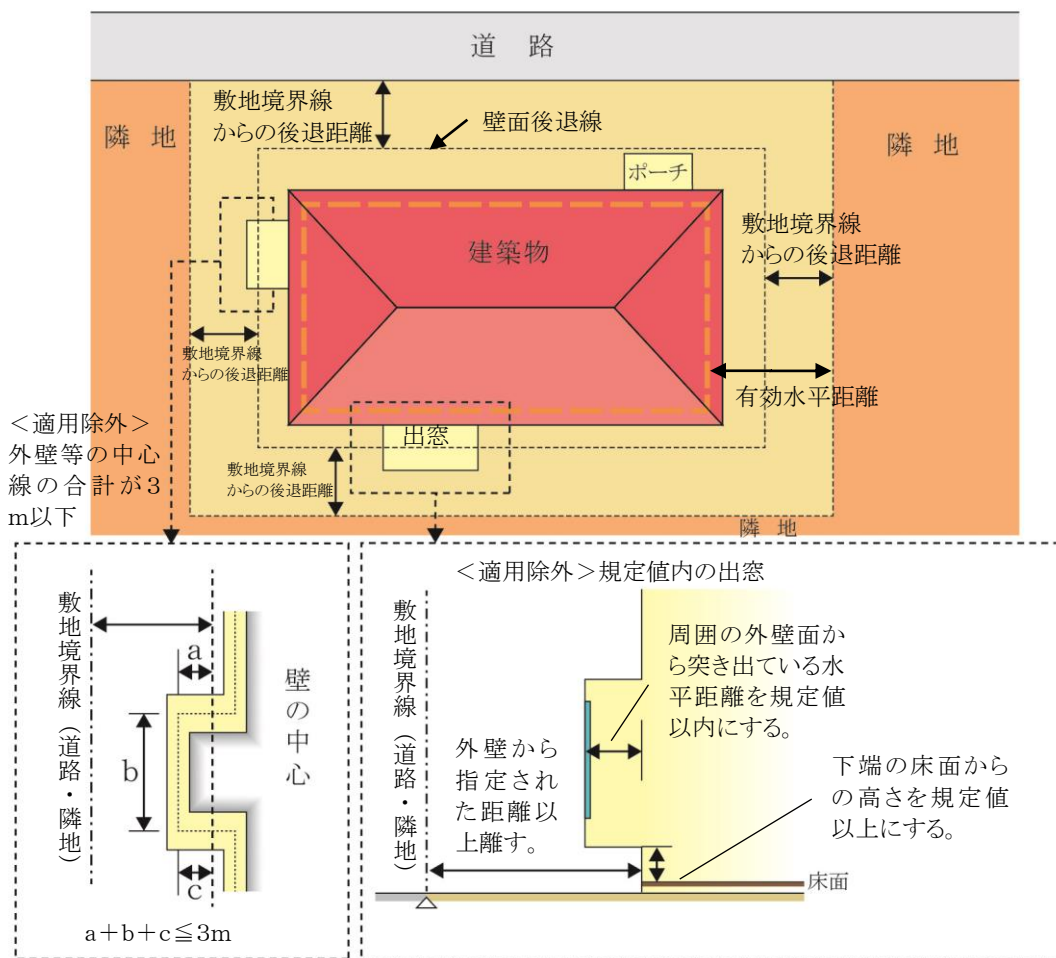 道 路
敷地境界線
からの後退距離
壁面後退線
隣 地
隣 地
ポーチ
建築物
敷地境界線
からの後退距離
敷地境界線
からの後退距離
有効水平距離
<適用除外>
外壁等の中心
線の合計が3
m以下
出窓
敷地境界線
からの後退距離
隣 地
敷地境界線(道路・隣地)
a
b
c
壁の中心
a+b+c≦3m
<適用除外>規定値内の出窓
敷地境界線(道路・隣地)
周囲の外壁面か
ら突き出ている水
平距離を規定値
以内にする。
外壁から
指定され
た距離以
上離す。
下端の床面から
の高さを規定値
以上にする。
床面